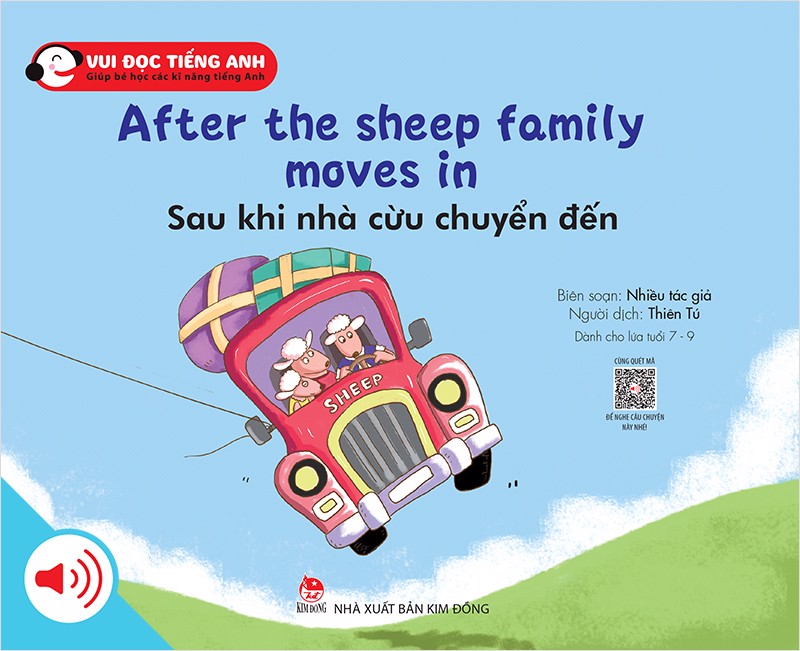 VUI ĐỌC TIẾNG ANH
Giúp bé học các kĩ năng tiếng Anh
After the sheep family
moves in
Sau khi nhà cừu chuyển đến
Biên soạn: Nhiều tác giả
Người dịch: Thiên Tú
Dành cho lứa tuổi 7 - 9
CÙNG QUÉT MÃ
ĐỂ NGHE CÂU CHUYỆN
NÀY NHÉ!
SHEEP
KIM ĐỒNG
NHÀ XUẤT BẢN KIM ĐỒNG